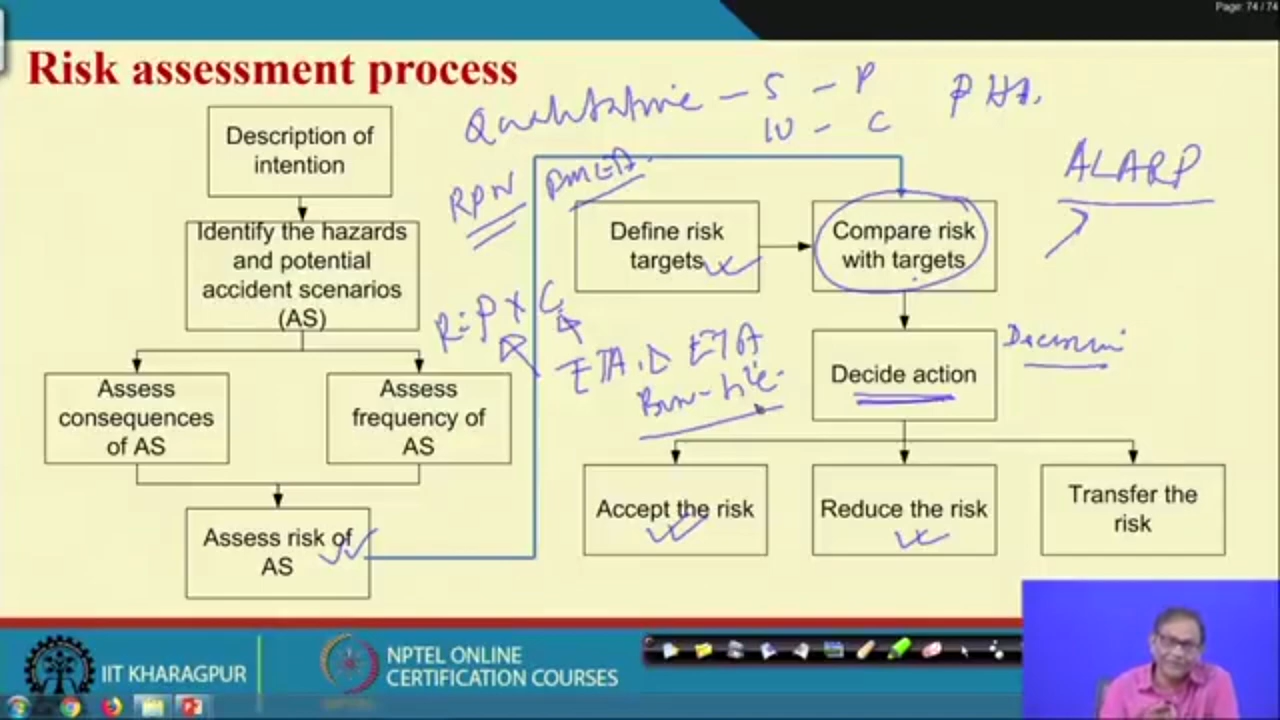 Page: 74 / 74
Risk assessment process
Description of
intention
Identify the hazards
and potential
accident scenarios
(AS)
Assess
consequences
of AS
Assess
frequency of
AS
Assess risk of
AS
Define risk
targets
Compare risk
with targets
Decide action
Accept the risk
Reduce the risk
Transfer the
risk
Qualitative - S - P
IV - C
PHA.
ALARP
RPN
R = P x C
ETA
IIT KHARAGPUR
NPTEL ONLINE
CERTIFICATION COURSES